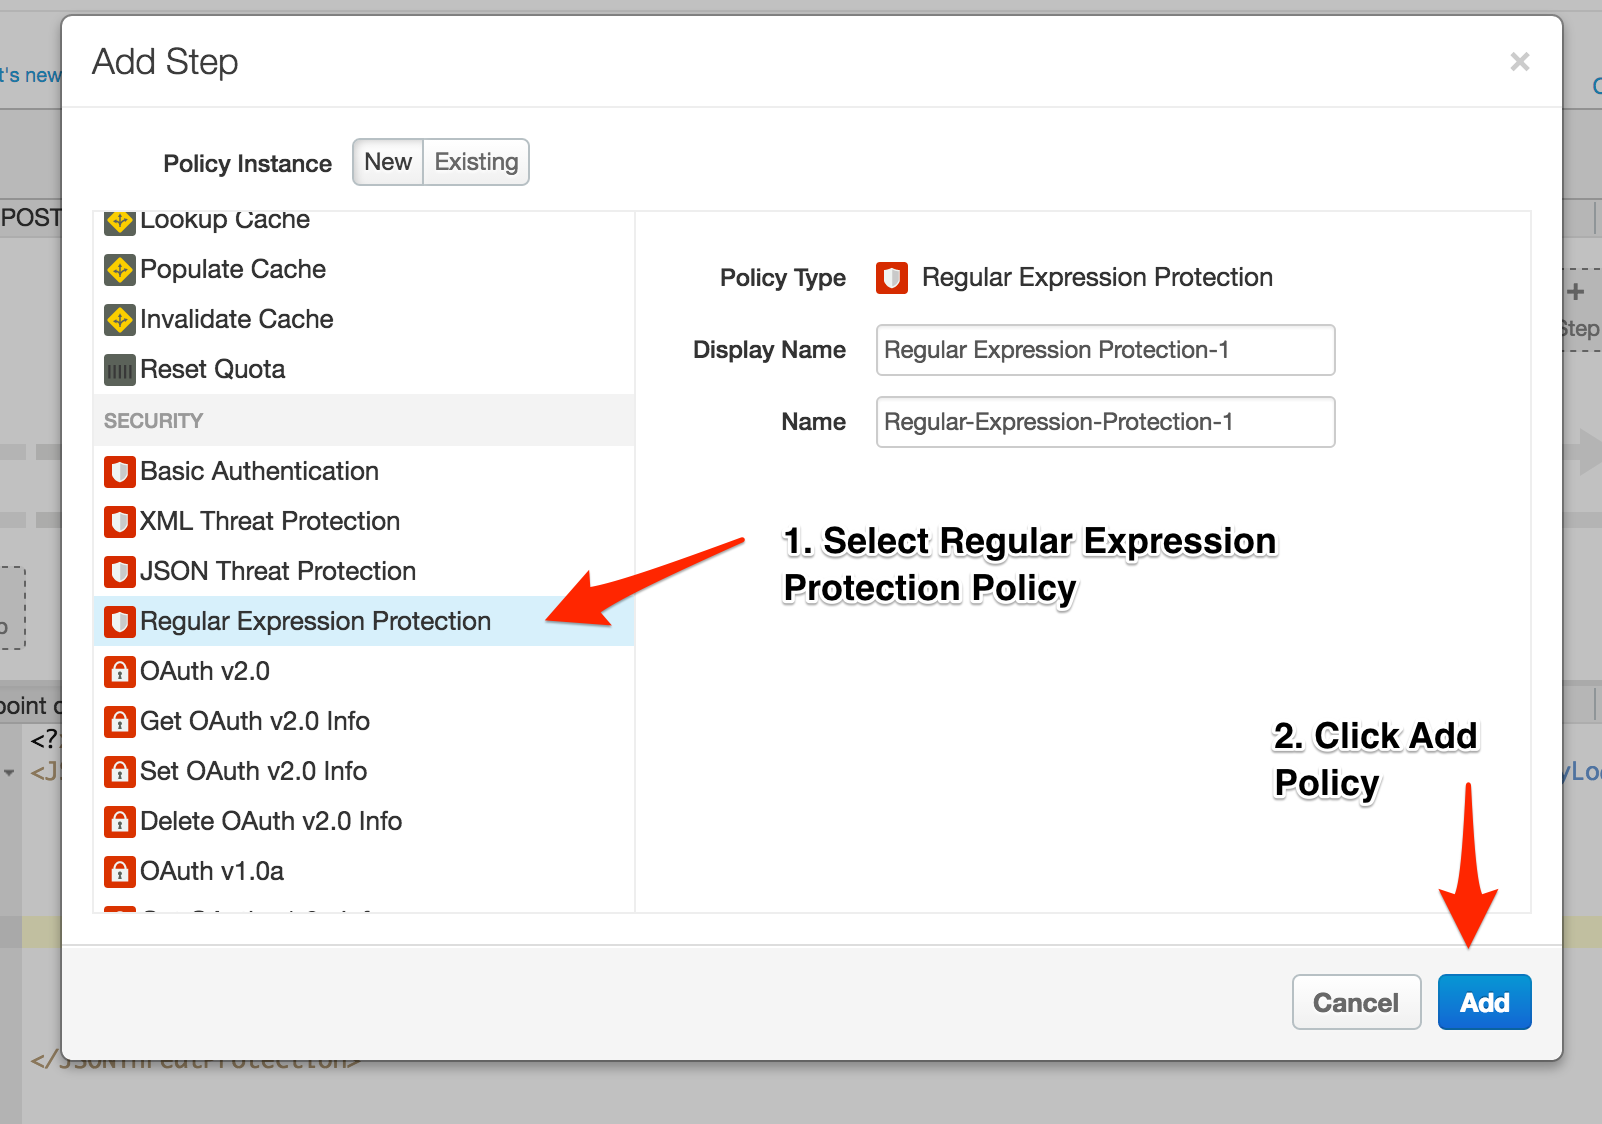 Add Step
×
t's new
Policy Instance
New
Existing
POST
Lookup Cache
Populate Cache
Invalidate Cache
Reset Quota
SECURITY
Basic Authentication
XML Threat Protection
JSON Threat Protection
Regular Expression Protection
OAuth v2.0
Get OAuth v2.0 Info
Set OAuth v2.0 Info
Delete OAuth v2.0 Info
OAuth v1.0a
Policy Type
Regular Expression Protection
Display Name
Regular Expression Protection-1
Name
Regular-Expression-Protection-1
+
Step
1. Select Regular Expression
Protection Policy
2. Click Add
Policy
point
<?
<JS
yLo
Cancel
Add
</JSONThreatProtection>